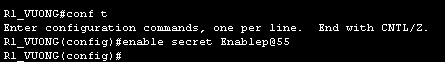 R1_VUONG#conf t
Enter configuration commands, one per line.  End with CNTL/Z.
R1_VUONG(config)#enable secret Enablep@55
R1_VUONG(config)#